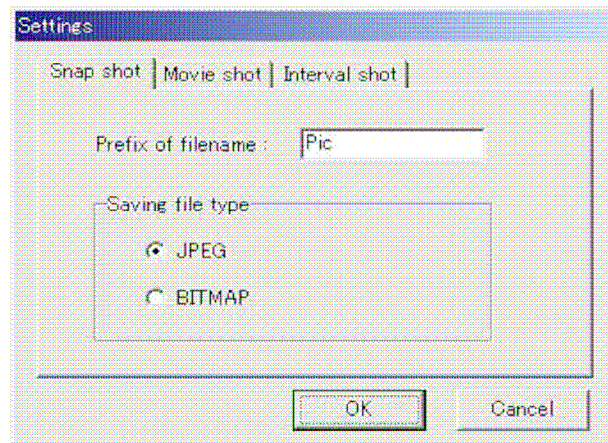 Settings
Snap shot Movie shot Interval shot
Prefix of filename : Pic
Saving file type
JPEG
BITMAP
OK Cancel